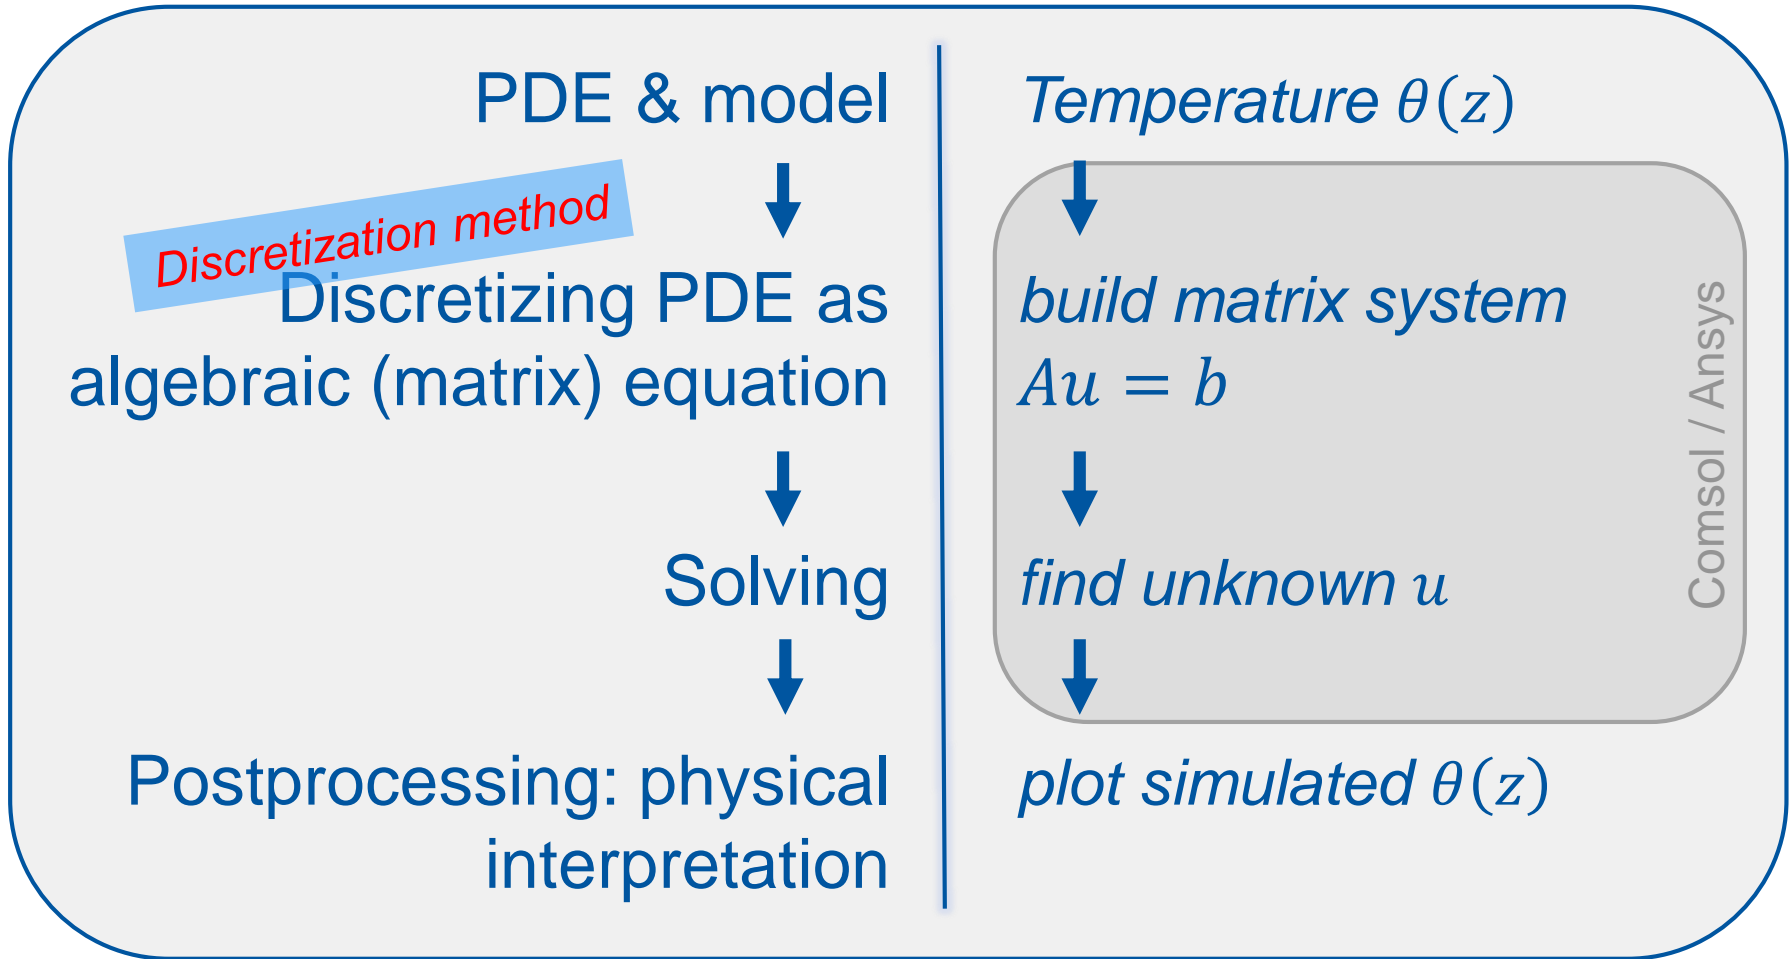 PDE & model
Temperature θ(z)
Discretization method
Discretizing PDE as
algebraic (matrix) equation
build matrix system
Au = b
Solving
find unknown u
Postprocessing: physical
interpretation
plot simulated θ(z)
Comsol / Ansys